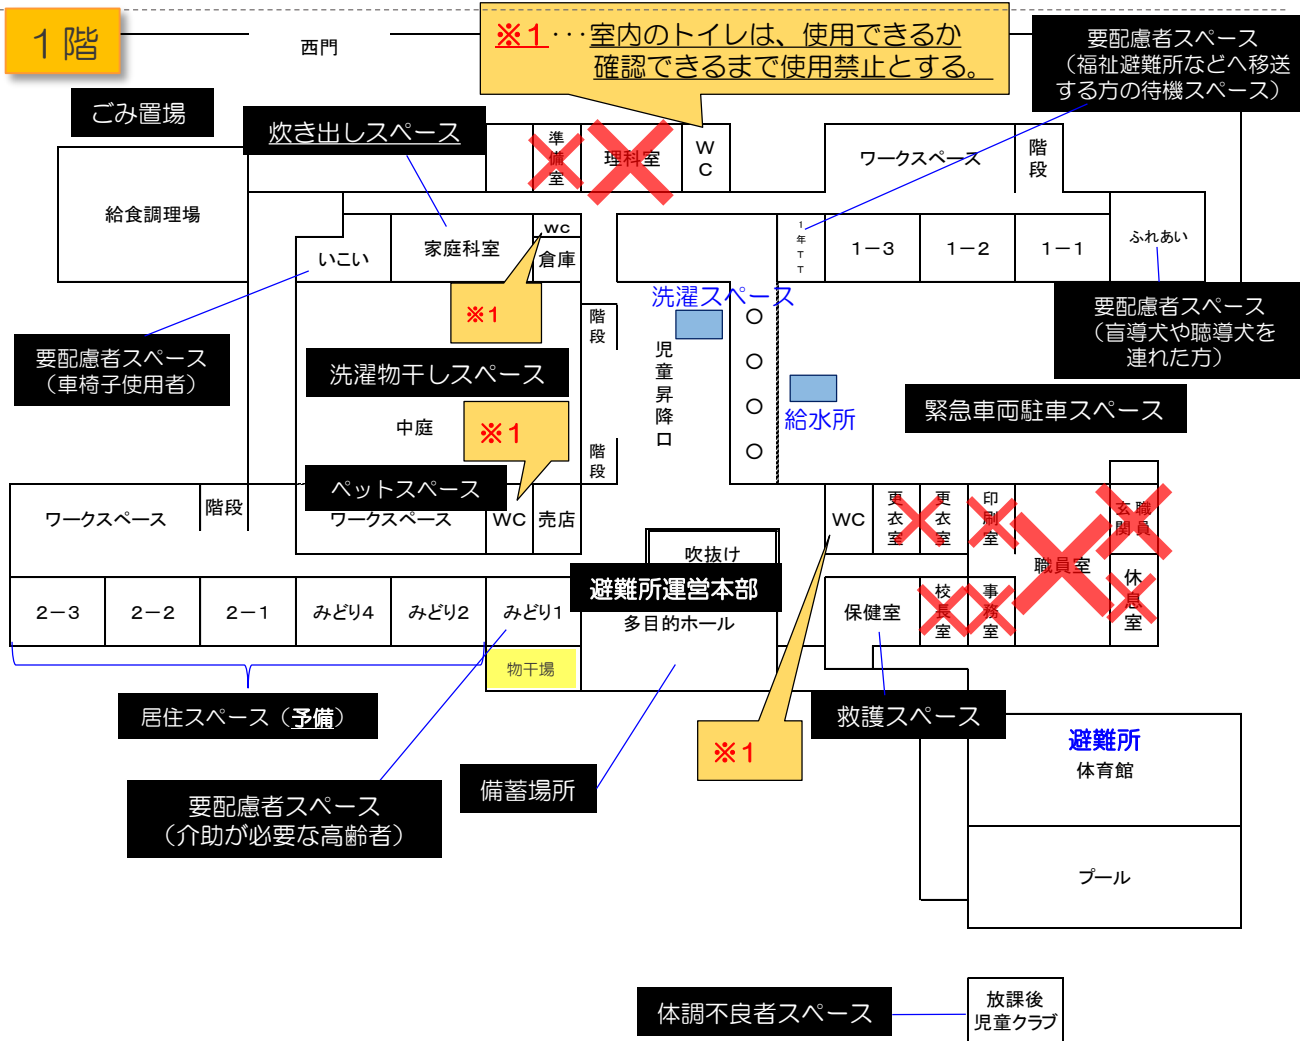 1階
西門
※1・・・室内のトイレは、使用できるか
確認できるまで使用禁止とする。
要配慮者スペース
(福祉避難所などへ移送
する方の待機スペース)
ごみ置場
炊き出しスペース
準備室
理科室
WC
ワークスペース
階段
給食調理場
いこい
家庭科室
WC
倉庫
1年TT
1-3
1-2
1-1
ふれあい
※1
洗濯スペース
要配慮者スペース
(盲導犬や聴導犬を
連れた方)
要配慮者スペース
(車椅子使用者)
洗濯物干しスペース
階段
児童昇降口
○
○
○
○
給水所
緊急車両駐車スペース
中庭
※1
階段
ペットスペース
ワークスペース
階段
ワークスペース
WC
売店
WC
更衣室
更衣室
印刷室
職員室
職員玄関
休息室
吹抜け
避難所運営本部
多目的ホール
2-3
2-2
2-1
みどり4
みどり2
みどり1
保健室
校長室
事務室
物干場
居住スペース(予備)
救護スペース
※1
避難所
体育館
備蓄場所
要配慮者スペース
(介助が必要な高齢者)
プール
体調不良者スペース
放課後
児童クラブ